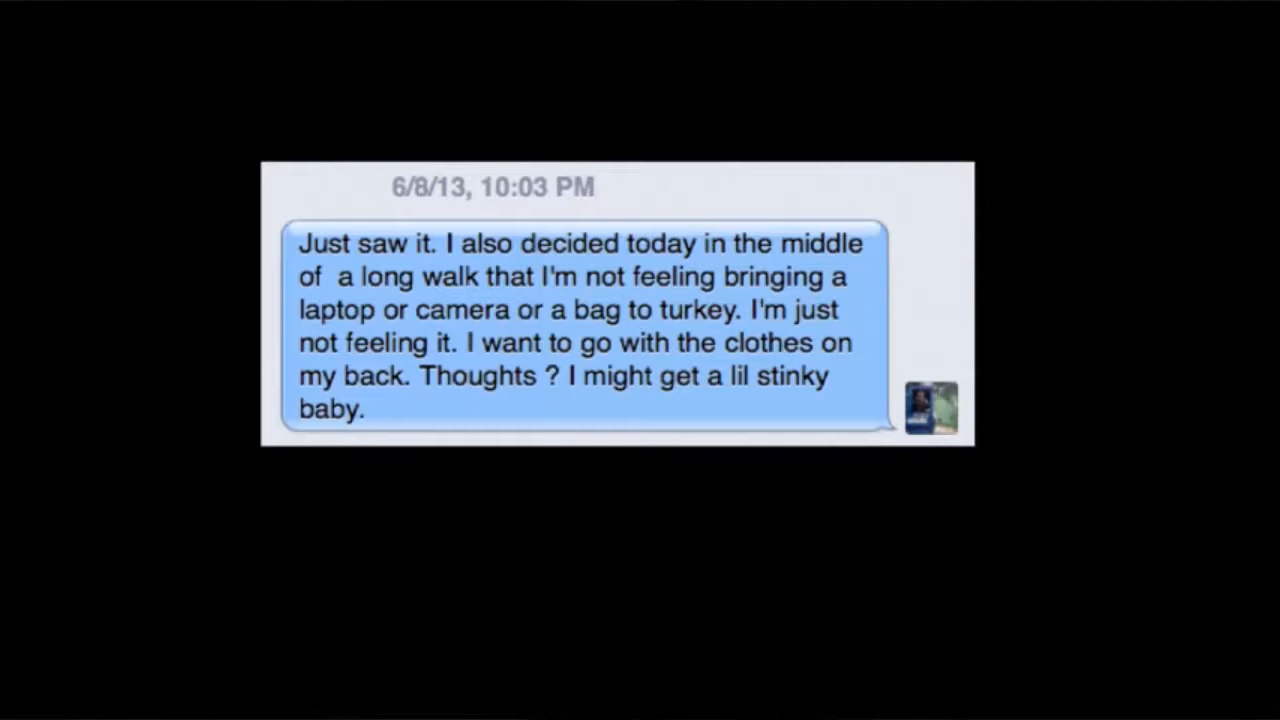 6/8/13, 10:03 PM
Just saw it. I also decided today in the middle
of  a long walk that I'm not feeling bringing a
laptop or camera or a bag to turkey. I'm just
not feeling it. I want to go with the clothes on
my back. Thoughts ? I might get a lil stinky
baby.